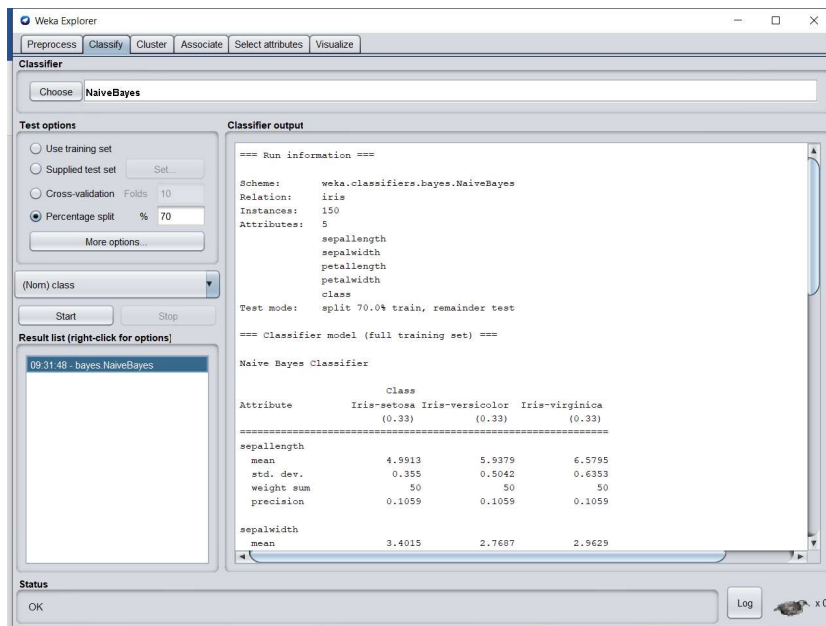 Weka Explorer
Preprocess Classify Cluster Associate Select attributes Visualize
Classifier
Choose NaiveBayes
Test options
Use training set
Supplied test set Set...
Cross-validation Folds 10
Percentage split % 70
More options...
(Nom) class
Start Stop
Result list (right-click for options)
09:31:48 - bayes.NaiveBayes
Classifier output
=== Run information ===
Scheme: weka.classifiers.bayes.NaiveBayes
Relation: iris
Instances: 150
Attributes: 5
sepallength
sepalwidth
petallength
petalwidth
class
Test mode: split 70.0% train, remainder test
=== Classifier model (full training set) ===
Naive Bayes Classifier
Class
Attribute Iris-setosa Iris-versicolor Iris-virginica
(0.33) (0.33) (0.33)
===============================================================
sepallength
mean 4.9913 5.9379 6.5795
std. dev. 0.355 0.5042 0.6353
weight sum 50 50 50
precision 0.1059 0.1059 0.1059
sepalwidth
mean 3.4015 2.7687 2.9629
Status
OK
Log x 0